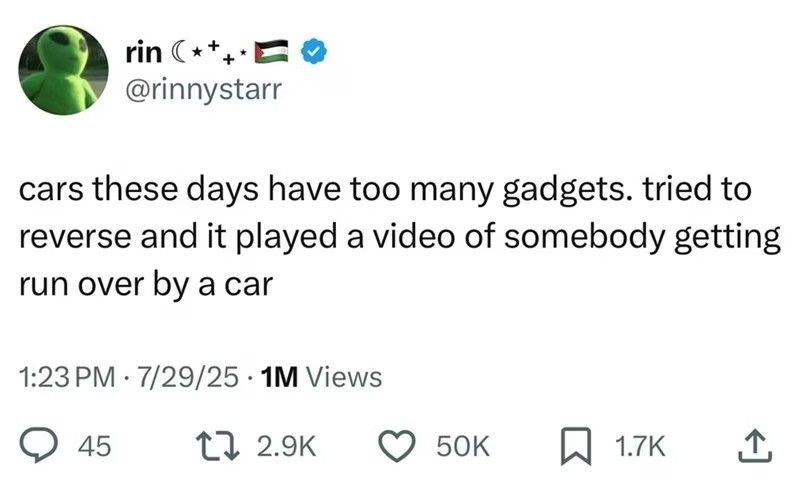 rin ☾⋆⁺₊⋆ 🇵🇸
@rinnystarr
cars these days have too many gadgets. tried to
reverse and it played a video of somebody getting
run over by a car
1:23 PM · 7/29/25 · 1M Views
45 2.9K 50K 1.7K